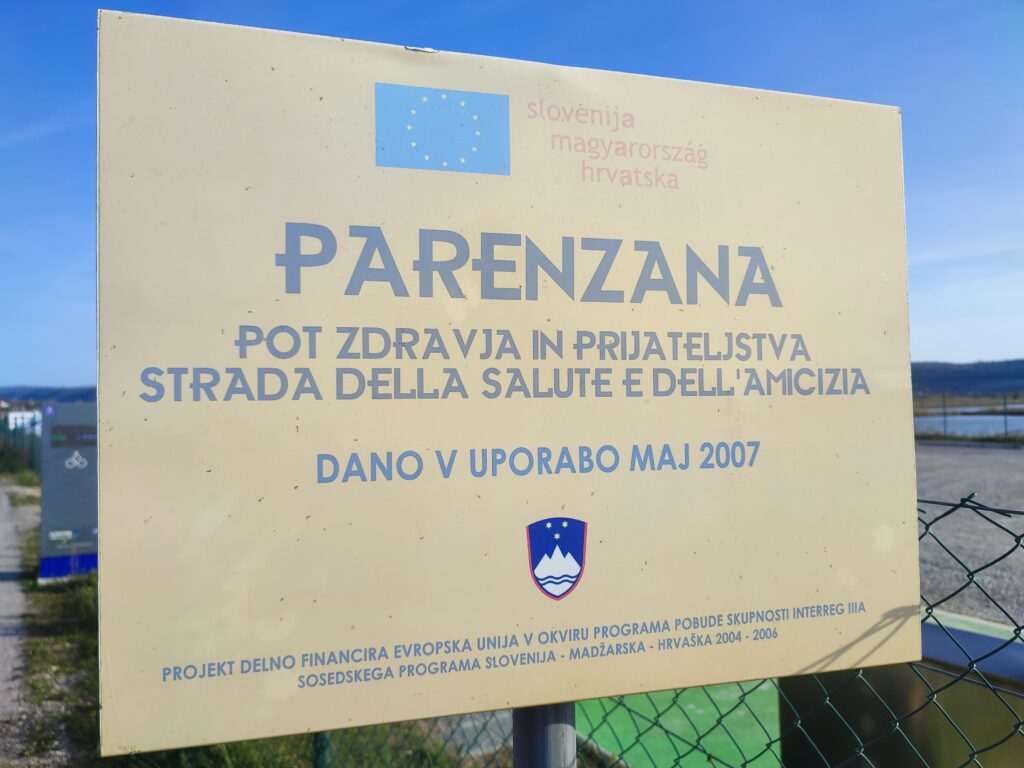 slovenija
magyarország
hrvatska
PARENZANA
POT ZDRAVJA IN PRIJATELJSTVA
STRADA DELLA SALUTE E DELL'AMICIZIA
DANO V UPORABO MAJ 2007
PROJEKT DELNO FINANCIRA EVROPSKA UNIJA V OKVIRU PROGRAMA POBUDE SKUPNOSTI INTERREG IIIA
SOSEDSKEGA PROGRAMA SLOVENIJA - MADŽARSKA - HRVAŠKA 2004 - 2006